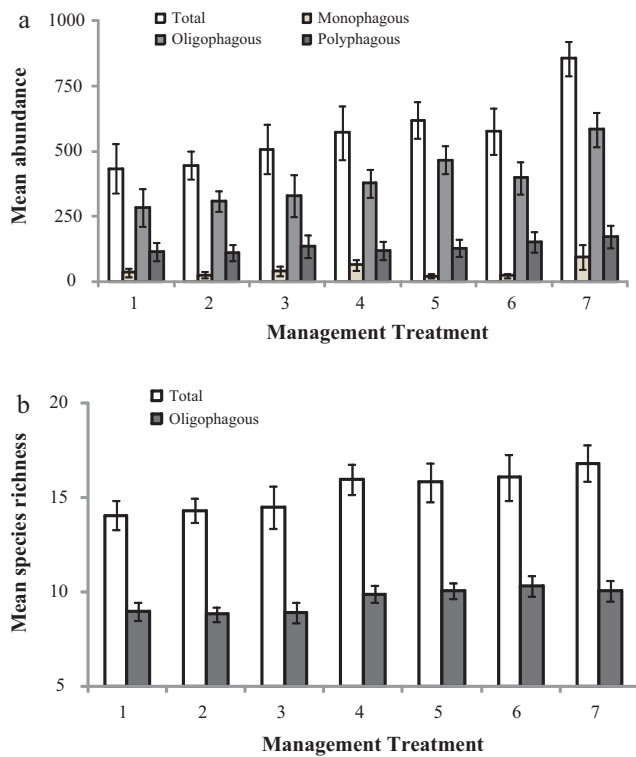 a
Total Monophagous
Oligophagous Polyphagous
1000
750
500
250
0
Mean abundance
1 2 3 4 5 6 7
Management Treatment
b
Total
Oligophagous
20
15
10
5
Mean species richness
1 2 3 4 5 6 7
Management Treatment